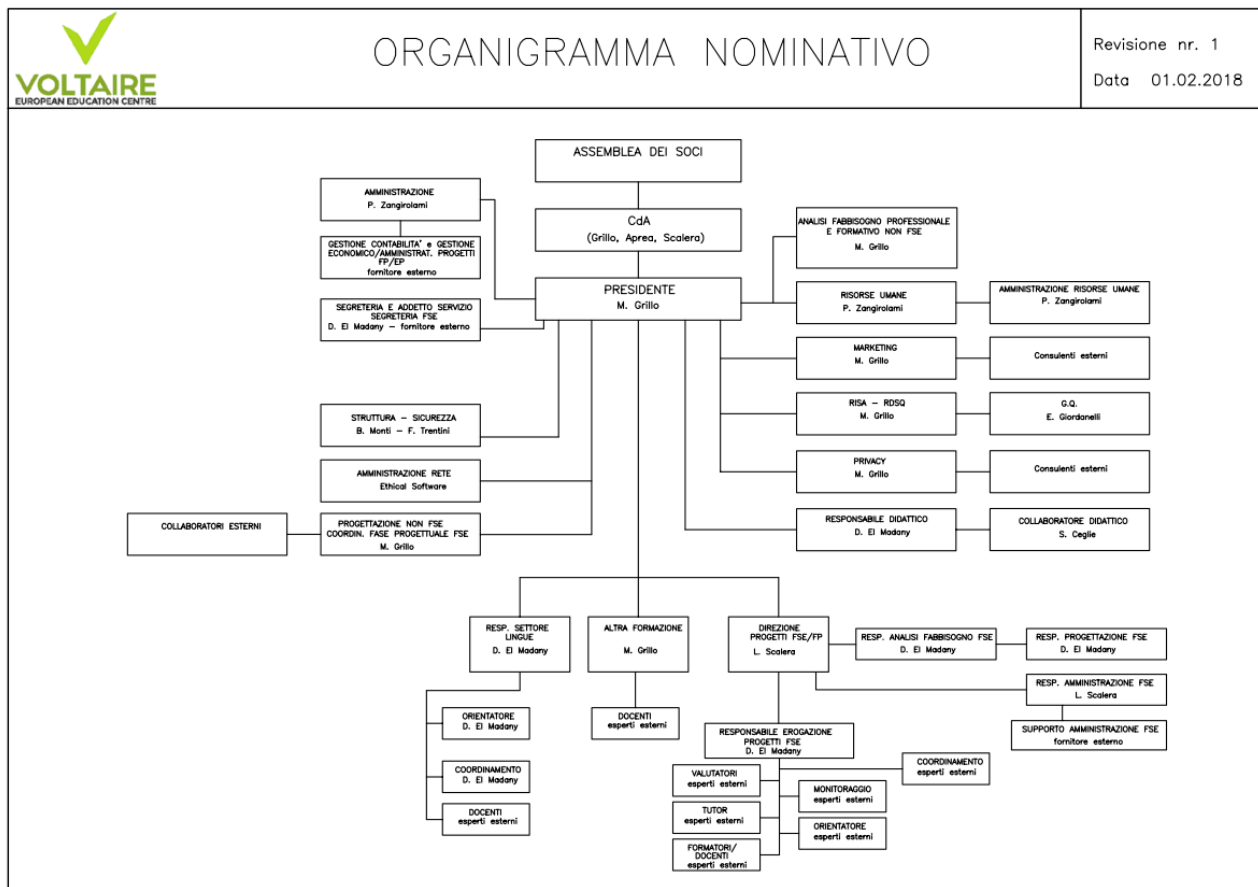 VOLTAIRE
EUROPEAN EDUCATION CENTRE
ORGANIGRAMMA NOMINATIVO
Revisione nr. 1
Data 01.02.2018
ASSEMBLEA DEI SOCI
CdA
(Grillo, Aprea, Scalera)
PRESIDENTE
M. Grillo
AMMINISTRAZIONE
P. Zangirolami
GESTIONE CONTABILITA' e GESTIONE
ECONOMICO/AMMINISTRAT. PROGETTI
FP/EP
fornitore esterno
SEGRETERIA E ADDETTO SERVIZIO
SEGRETERIA FSE
D. El Madany – fornitore esterno
STRUTTURA – SICUREZZA
B. Monti – F. Trentini
AMMINISTRAZIONE RETE
Ethical Software
COLLABORATORI ESTERNI
PROGETTAZIONE NON FSE
COORDIN. FASE PROGETTUALE FSE
M. Grillo
ANALISI FABBISOGNO PROFESSIONALE
E FORMATIVO NON FSE
M. Grillo
RISORSE UMANE
P. Zangirolami
AMMINISTRAZIONE RISORSE UMANE
P. Zangirolami
MARKETING
M. Grillo
Consulenti esterni
RISA – RDSQ
M. Grillo
G.Q.
E. Giordanelli
PRIVACY
M. Grillo
Consulenti esterni
RESPONSABILE DIDATTICO
D. El Madany
COLLABORATORE DIDATTICO
S. Ceglie
RESP. SETTORE
LINGUE
D. El Madany
ORIENTATORE
D. El Madany
COORDINAMENTO
D. El Madany
DOCENTI
esperti esterni
ALTRA FORMAZIONE
M. Grillo
DOCENTI
esperti esterni
DIREZIONE
PROGETTI FSE/FP
L. Scalera
RESP. ANALISI FABBISOGNO FSE
D. El Madany
RESP. PROGETTAZIONE FSE
D. El Madany
RESP. AMMINISTRAZIONE FSE
L. Scalera
SUPPORTO AMMINISTRAZIONE FSE
fornitore esterno
RESPONSABILE EROGAZIONE
PROGETTI FSE
D. El Madany
COORDINAMENTO
esperti esterni
VALUTATORI
esperti esterni
MONITORAGGIO
esperti esterni
TUTOR
esperti esterni
ORIENTATORE
esperti esterni
FORMATORI/
DOCENTI
esperti esterni